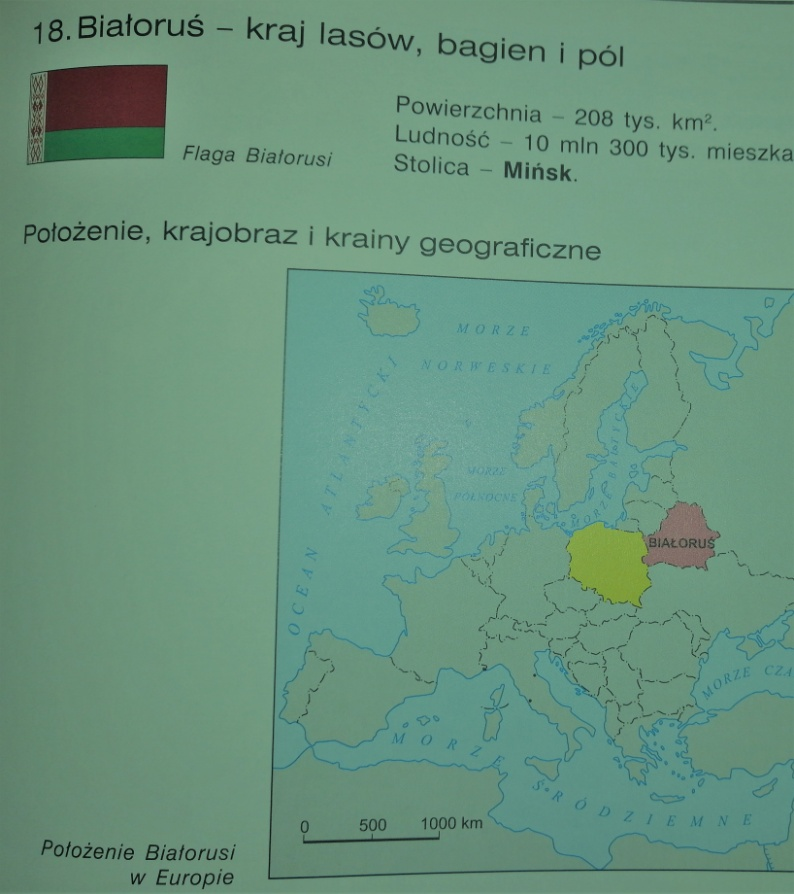 18. Białoruś – kraj lasów, bagien i pól
Flaga Białorusi
Powierzchnia – 208 tys. km².
Ludność – 10 mln 300 tys. mieszka
Stolica – Mińsk.
Położenie, krajobraz i krainy geograficzne
MORZE
NORWESKIE
OCEAN ATLANTYCKI
MORZE
PÓŁNOCNE
MORZE BAŁTYCKIE
BIAŁORUŚ
MORZE CZA
MORZE ŚRÓDZIEMNE
0 500 1000 km
Położenie Białorusi
w Europie